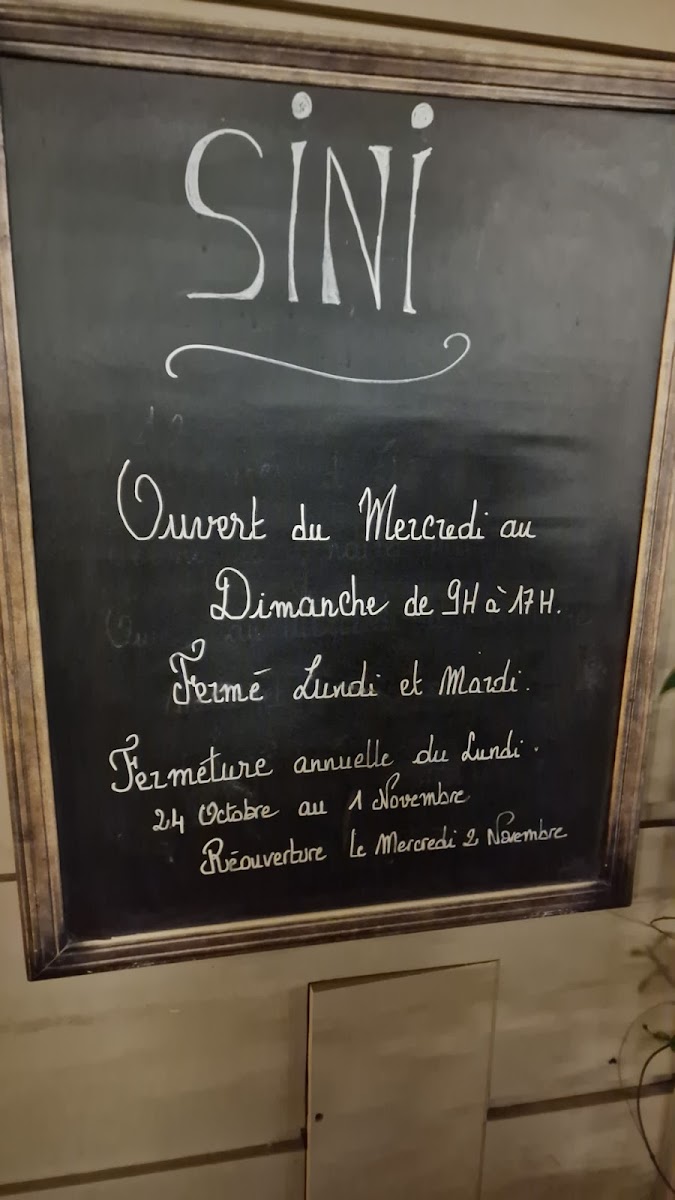 SiNi
Ouvert du Mercredi au
Dimanche de 9H à 17H.
Fermé Lundi et Mardi.
Ferméture annuelle du Lundi.
24 Octobre au 1 Novembre
Réouverture Le Mercredi 2 Novembre